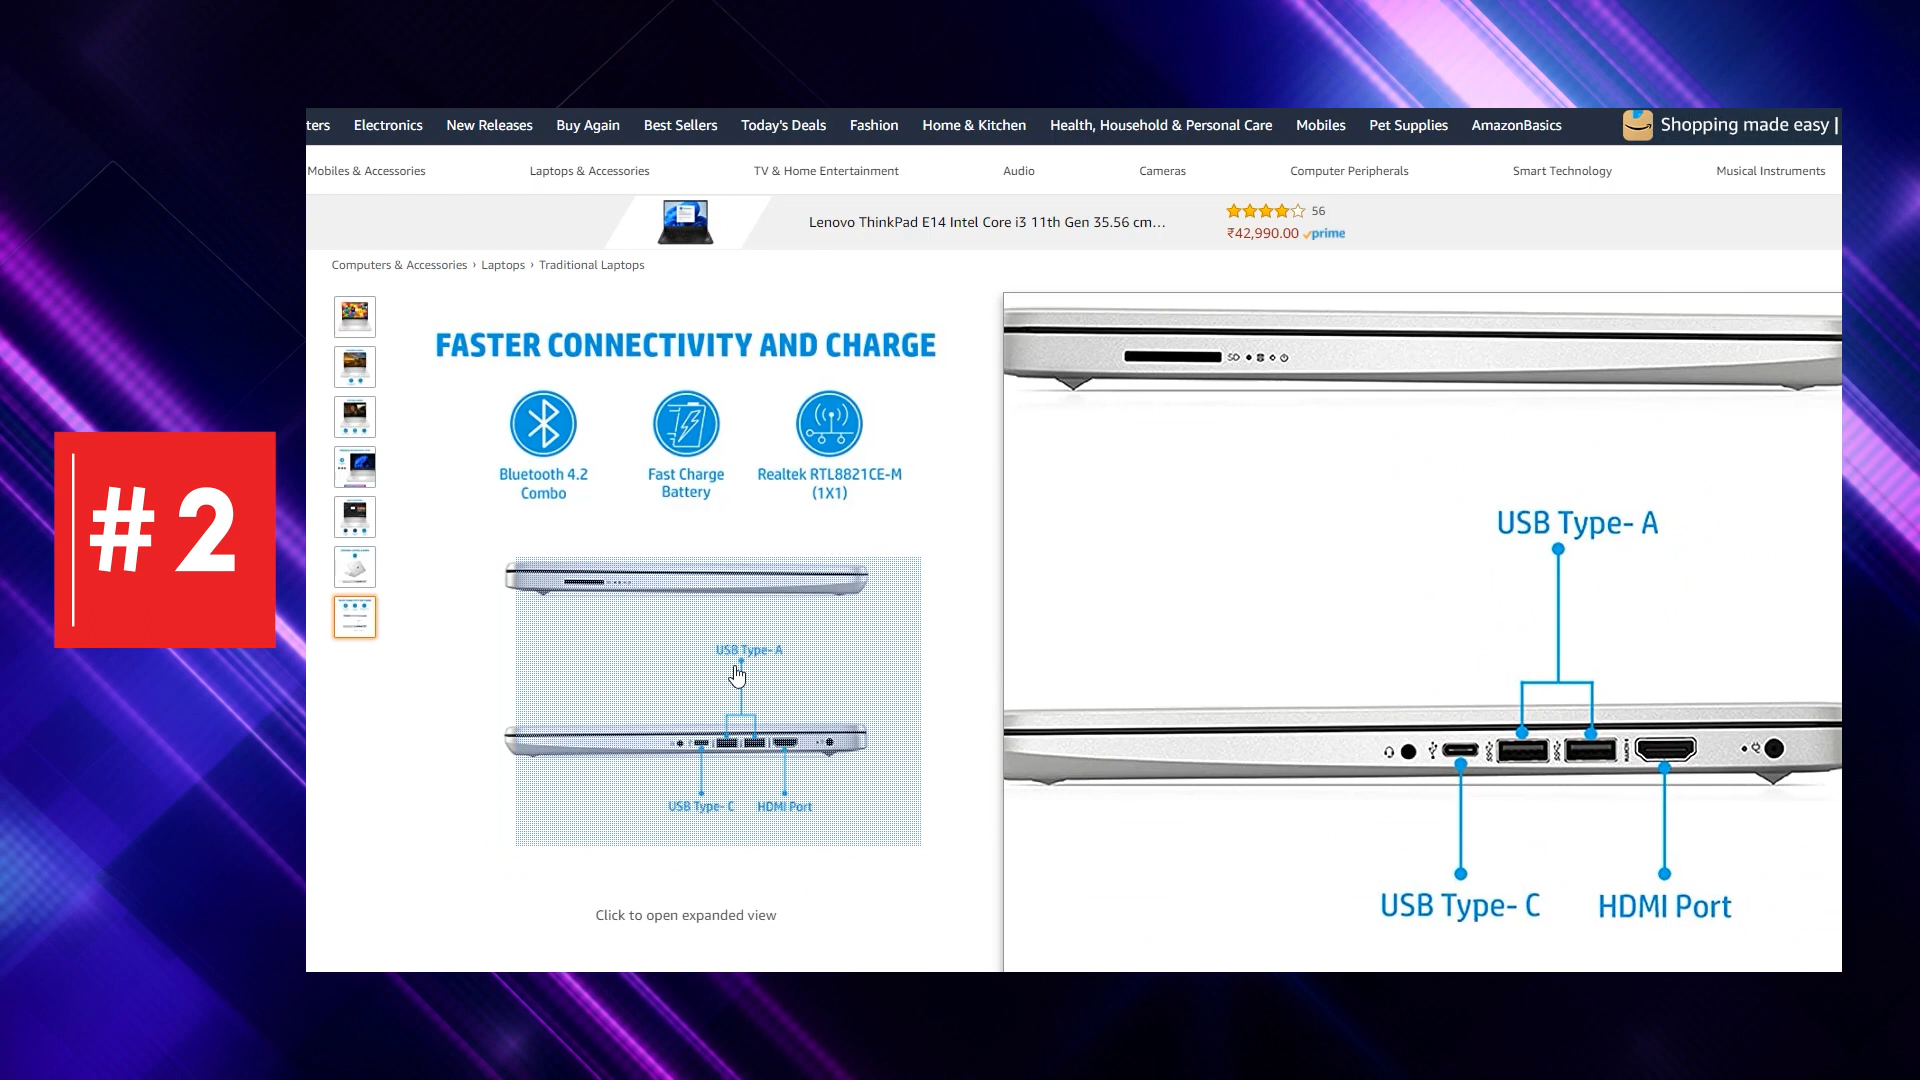 ters Electronics New Releases Buy Again Best Sellers Today's Deals Fashion Home & Kitchen Health, Household & Personal Care Mobiles Pet Supplies AmazonBasics Shopping made easy |
Mobiles & Accessories Laptops & Accessories TV & Home Entertainment Audio Cameras Computer Peripherals Smart Technology Musical Instruments
Lenovo ThinkPad E14 Intel Core i3 11th Gen 35.56 cm...
56
₹42,990.00 prime
Computers & Accessories › Laptops › Traditional Laptops
# 2
FASTER CONNECTIVITY AND CHARGE
Bluetooth 4.2
Combo
Fast Charge
Battery
Realtek RTL8821CE-M
(1X1)
USB Type- A
USB Type- C HDMI Port
Click to open expanded view
SD
USB Type- A
USB Type- C HDMI Port